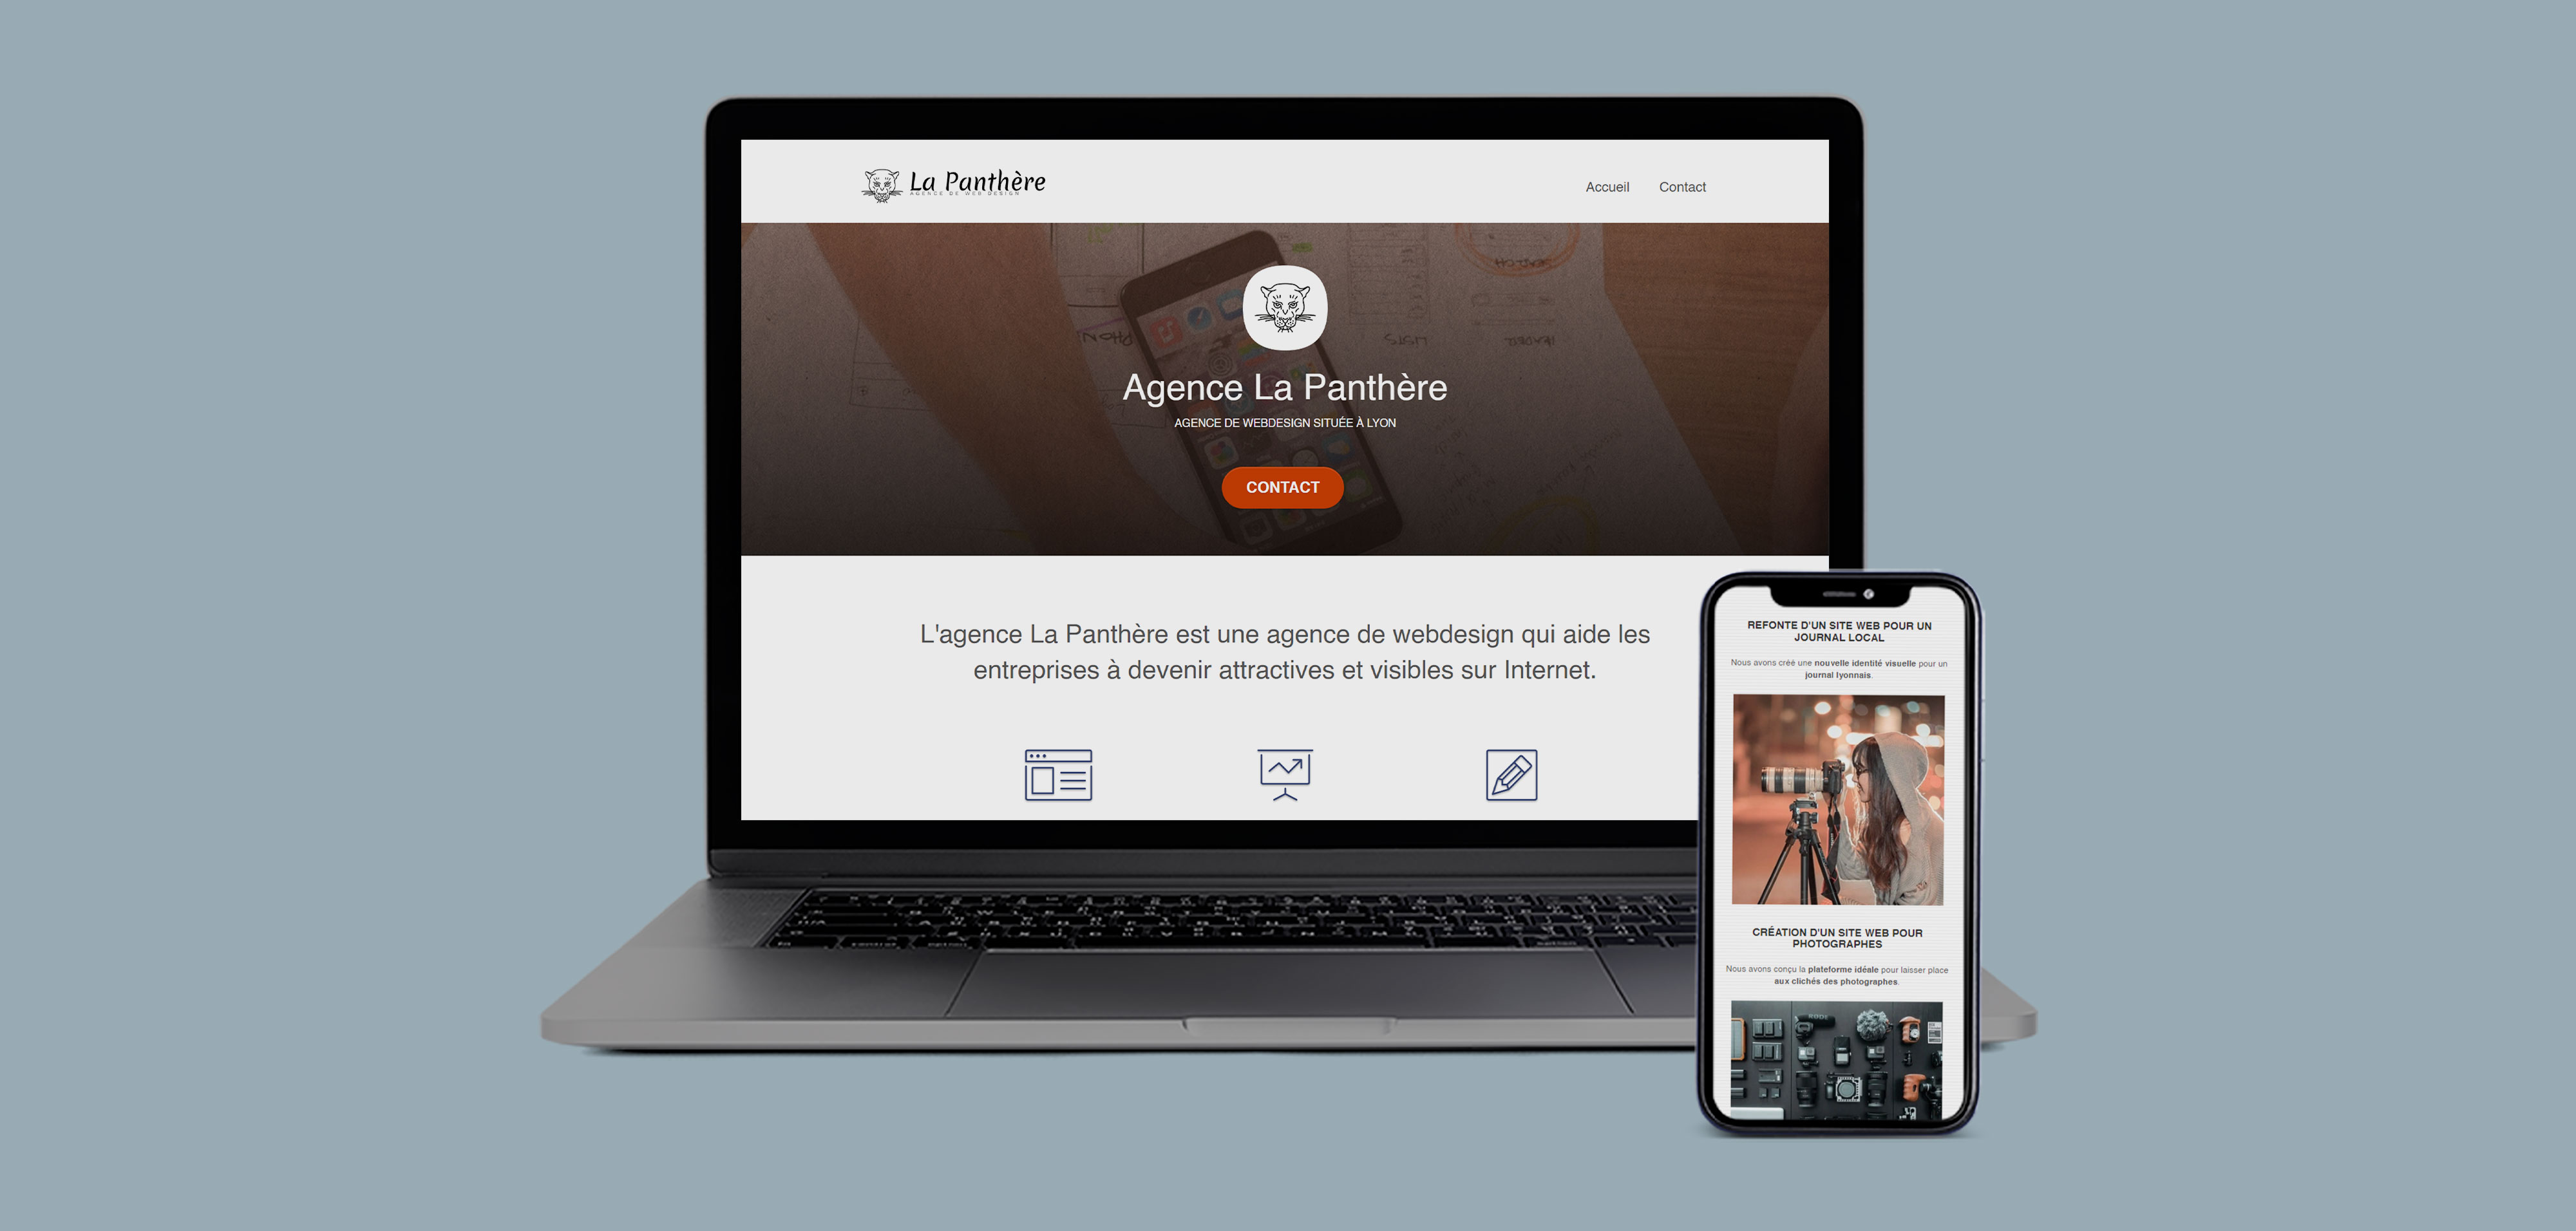 La Panthère
AGENCE DE WEB DESIGN
Accueil
Contact
Agence La Panthère
AGENCE DE WEBDESIGN SITUÉE À LYON
CONTACT
L'agence La Panthère est une agence de webdesign qui aide les
entreprises à devenir attractives et visibles sur Internet.
REFONTE D'UN SITE WEB POUR UN
JOURNAL LOCAL
Nous avons créé une nouvelle identité visuelle pour un
journal lyonnais.
CRÉATION D'UN SITE WEB POUR
PHOTOGRAPHES
Nous avons conçu la plateforme idéale pour laisser place
aux clichés des photographes.
RODE